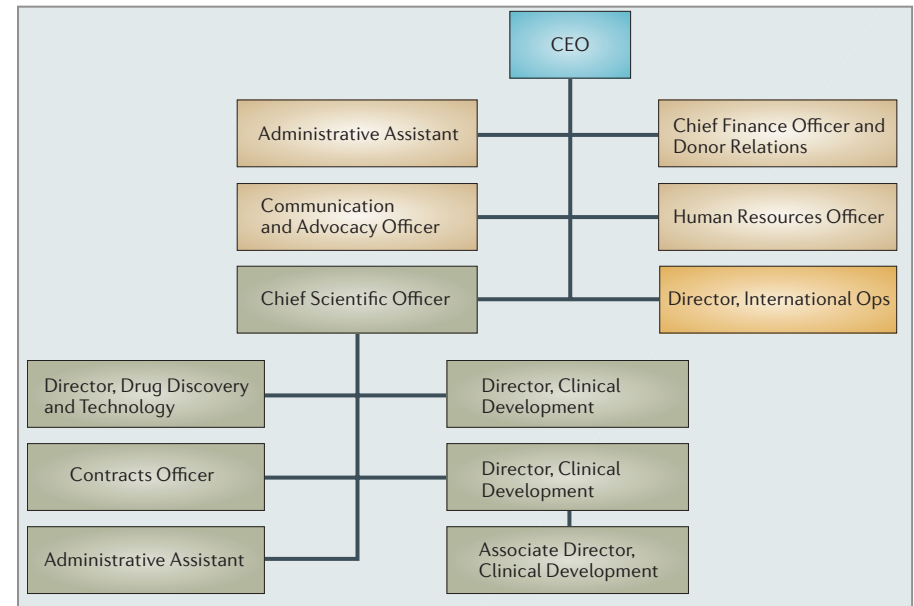 CEO
Administrative Assistant
Chief Finance Officer and
Donor Relations
Communication
and Advocacy Officer
Human Resources Officer
Chief Scientific Officer
Director, International Ops
Director, Drug Discovery
and Technology
Director, Clinical
Development
Contracts Officer
Director, Clinical
Development
Administrative Assistant
Associate Director,
Clinical Development